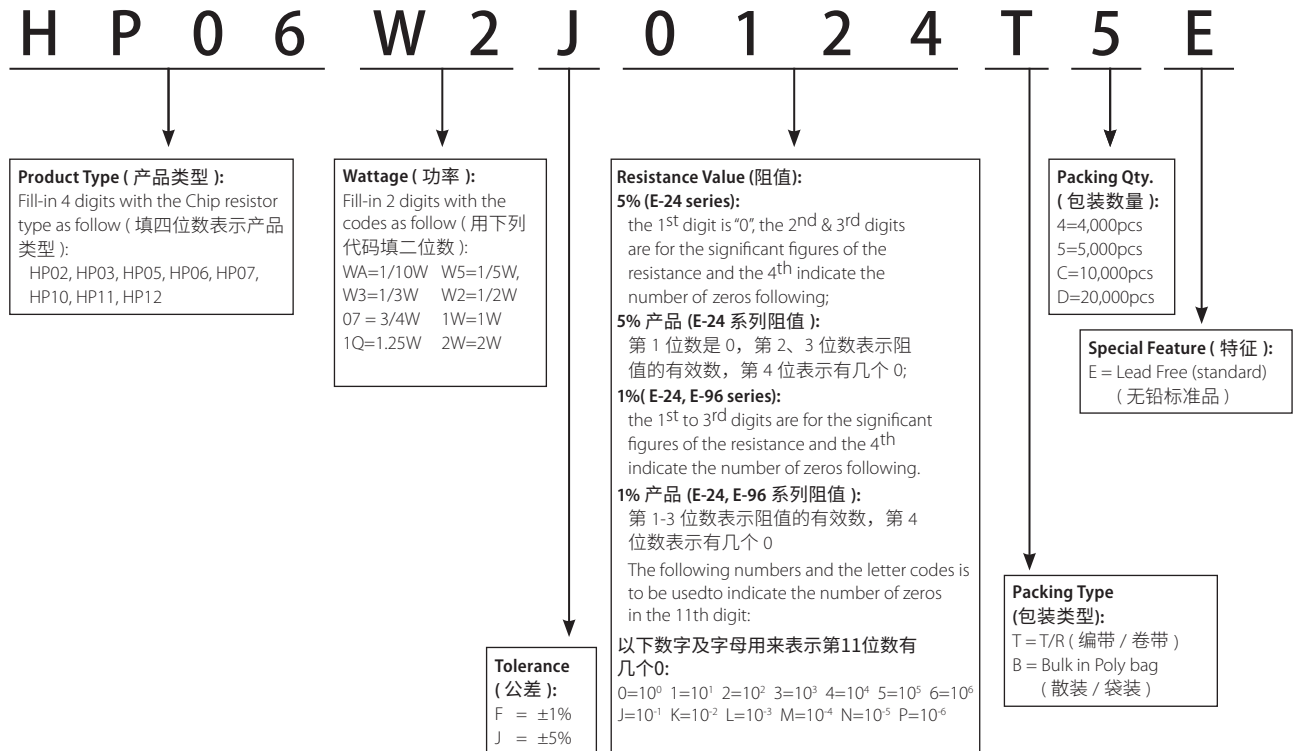 H P 0 6 W 2 J 0 1 2 4 T 5 E
Product Type ( 产品类型 ):
Fill-in 4 digits with the Chip resistor
type as follow ( 填四位数表示产品
类型 ):
HP02, HP03, HP05, HP06, HP07,
HP10, HP11, HP12
Wattage ( 功率 ):
Fill-in 2 digits with the
codes as follow ( 用下列
代码填二位数 ):
WA=1/10W W5=1/5W,
W3=1/3W W2=1/2W
07 = 3/4W 1W=1W
1Q=1.25W 2W=2W
Tolerance
( 公差 ):
F = ±1%
J = ±5%
Resistance Value (阻值):
5% (E-24 series):
the 1st digit is “0”, the 2nd & 3rd digits
are for the significant figures of the
resistance and the 4th indicate the
number of zeros following;
5% 产品 (E-24 系列阻值 ):
第 1 位数是 0，第 2、3 位数表示阻
值的有效数，第 4 位表示有几个 0;
1%( E-24, E-96 series):
the 1st to 3rd digits are for the significant
figures of the resistance and the 4th
indicate the number of zeros following.
1% 产品 (E-24, E-96 系列阻值 ):
第 1-3 位数表示阻值的有效数，第 4
位数表示有几个 0
The following numbers and the letter codes is
to be usedto indicate the number of zeros
in the 11th digit:
以下数字及字母用来表示第11位数有
几个0:
0=10⁰ 1=10¹ 2=10² 3=10³ 4=10⁴ 5=10⁵ 6=10⁶
J=10⁻¹ K=10⁻² L=10⁻³ M=10⁻⁴ N=10⁻⁵ P=10⁻⁶
Packing Type
(包装类型):
T = T/R ( 编带 / 卷带 )
B = Bulk in Poly bag
( 散装 / 袋装 )
Packing Qty.
( 包装数量 ):
4=4,000pcs
5=5,000pcs
C=10,000pcs
D=20,000pcs
Special Feature ( 特征 ):
E = Lead Free (standard)
( 无铅标准品 )